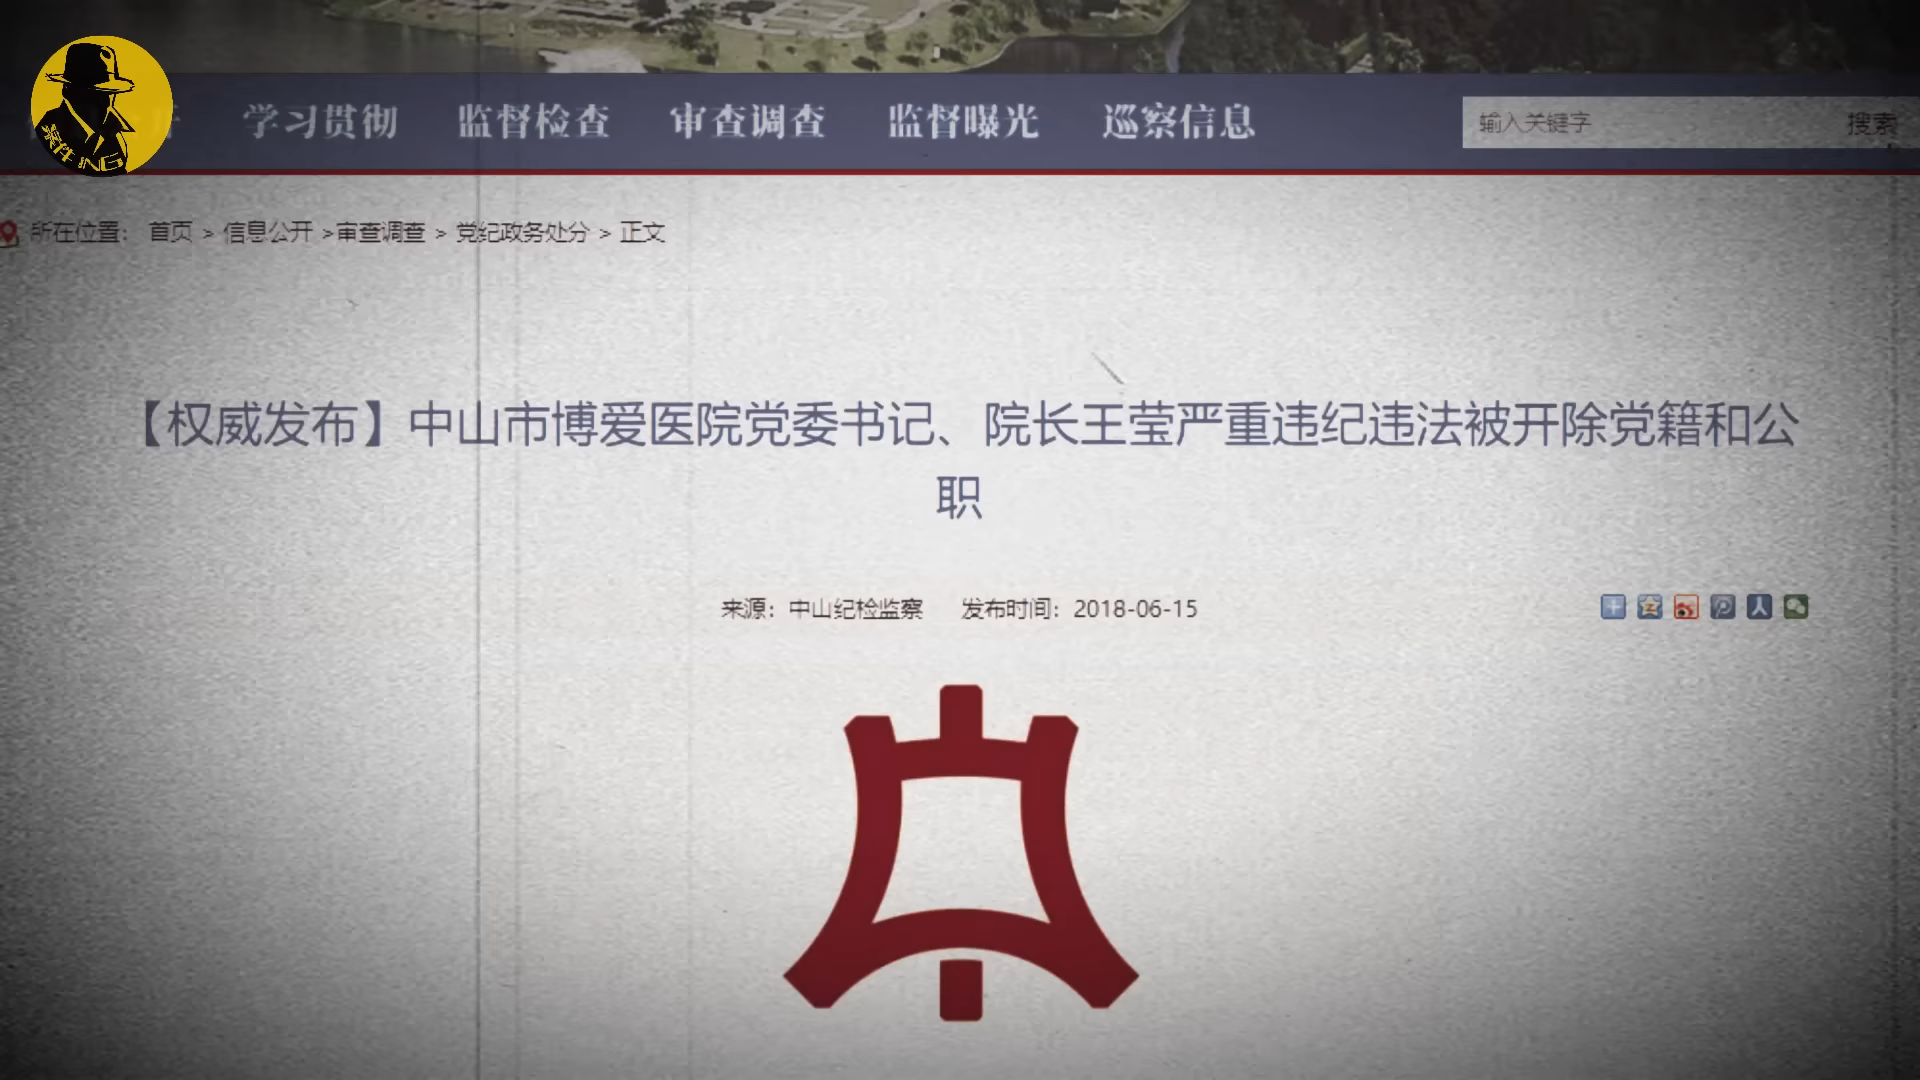 学习贯彻 监督检查 审查调查 监督曝光 巡察信息
输入关键字 搜索
案件ING
所在位置： 首页 > 信息公开 >审查调查 > 党纪政务处分 > 正文
【权威发布】中山市博爱医院党委书记、院长王莹严重违纪违法被开除党籍和公
职
来源：中山纪检监察 发布时间：2018-06-15